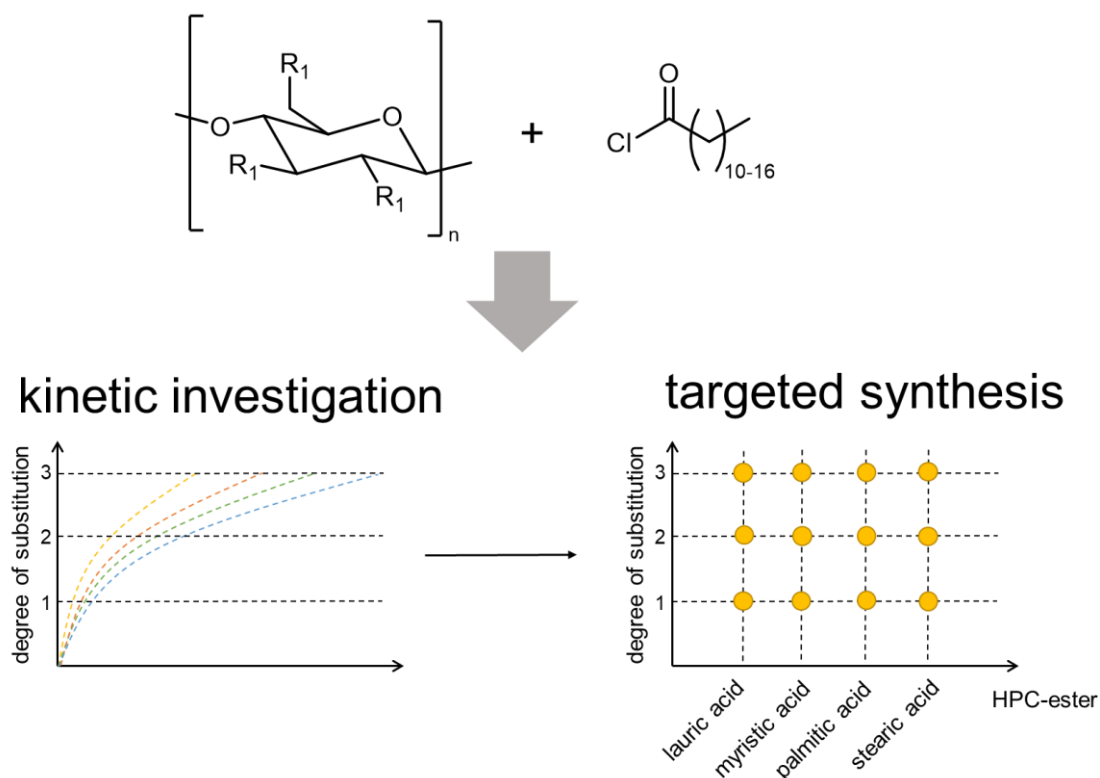 R1
O
O
R1
R1
n
+
O
Cl
10-16
kinetic investigation
targeted synthesis
degree of substitution
3
2
1
degree of substitution
3
2
1
lauric acid
myristic acid
palmitic acid
stearic acid
HPC-ester